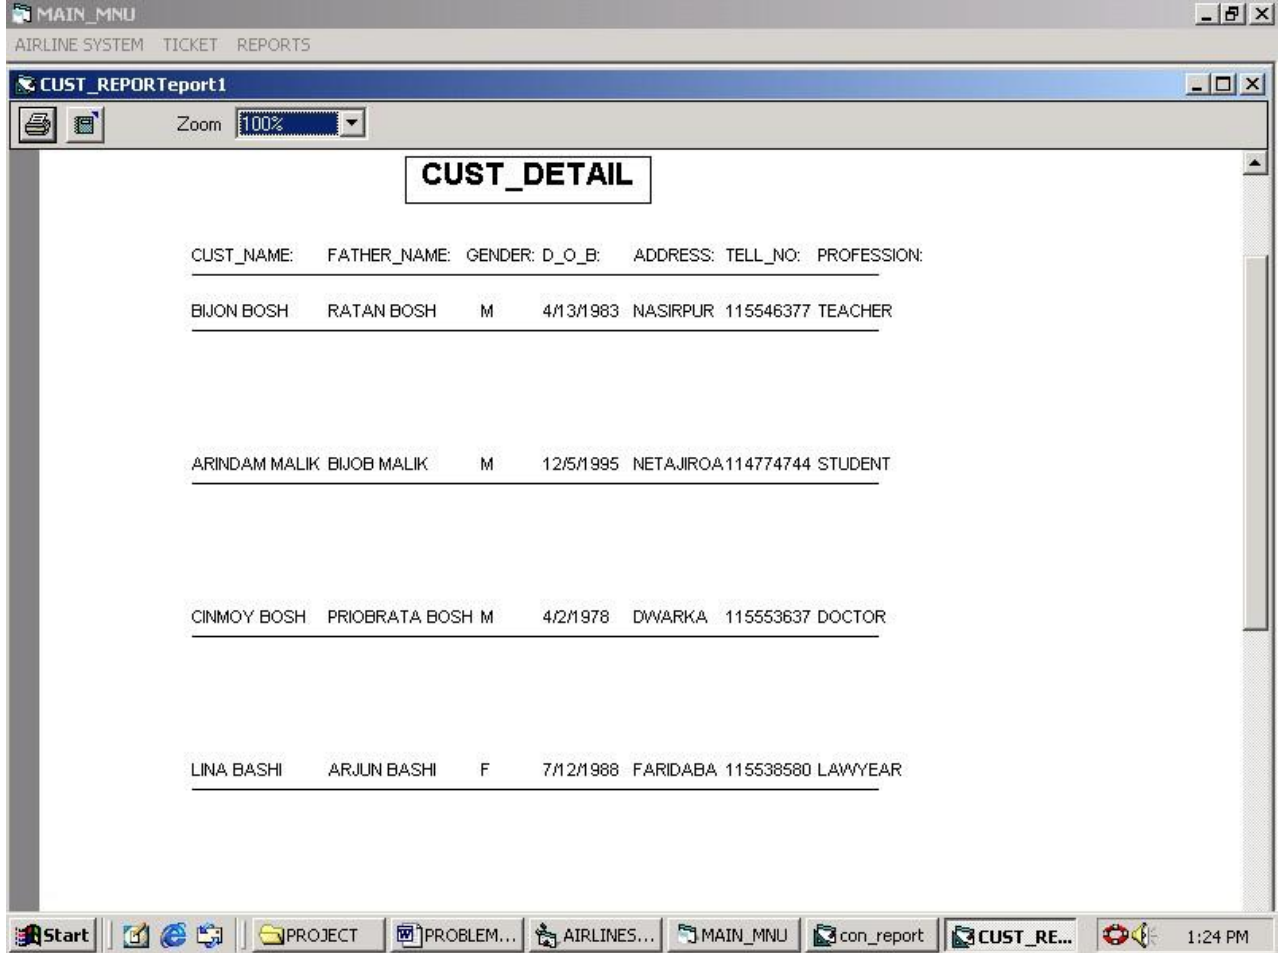 MAIN_MNU
AIRLINE SYSTEM TICKET REPORTS
CUST_REPORTeport1
Zoom 100%
CUST_DETAIL
CUST_NAME: FATHER_NAME: GENDER: D_O_B: ADDRESS: TELL_NO: PROFESSION:
BIJON BOSH RATAN BOSH M 4/13/1983 NASIRPUR 115546377 TEACHER
ARINDAM MALIK BIJOB MALIK M 12/5/1995 NETAJIROA 114774744 STUDENT
CINMOY BOSH PRIOBRATA BOSH M 4/2/1978 DWARKA 115553637 DOCTOR
LINA BASHI ARJUN BASHI F 7/12/1988 FARIDABA 115538580 LAWYEAR
Start PROJECT PROBLEM... AIRLINES... MAIN_MNU con_report CUST_RE... 1:24 PM